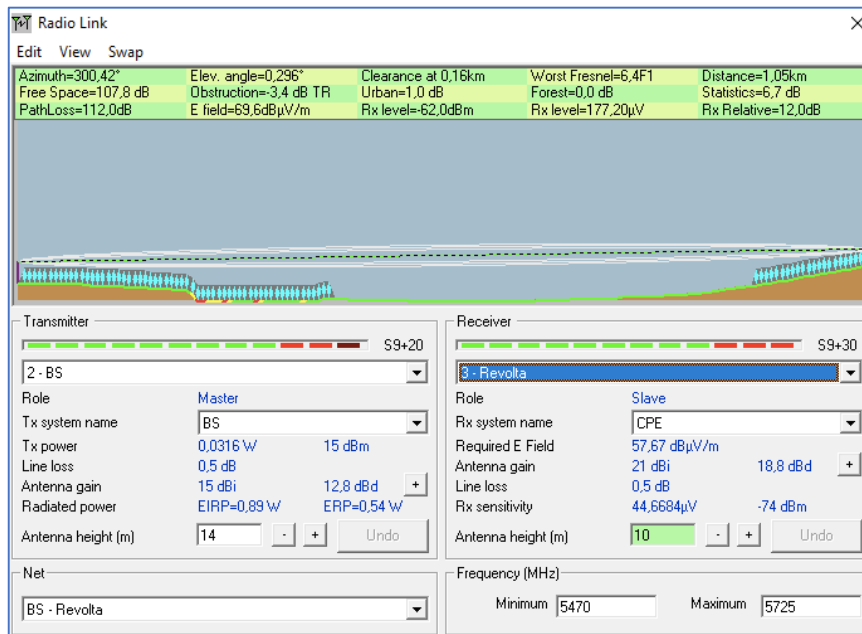 Radio Link
Edit View Swap
Azimuth=300,42° Elev. angle=0,296° Clearance at 0,16km Worst Fresnel=6,4F1 Distance=1,05km
Free Space=107,8 dB Obstruction=-3,4 dB TR Urban=1,0 dB Forest=0,0 dB Statistics=6,7 dB
PathLoss=112,0dB E field=69,6dBµV/m Rx level=-62,0dBm Rx level=177,20µV Rx Relative=12,0dB
Transmitter Receiver
S9+20 S9+30
2 - BS 3 - Revolta
Role Master Role Slave
Tx system name BS Rx system name CPE
Tx power 0,0316 W 15 dBm Required E Field 57,67 dBµV/m
Line loss 0,5 dB Antenna gain 21 dBi 18,8 dBd +
Antenna gain 15 dBi 12,8 dBd + Line loss 0,5 dB
Radiated power EIRP=0,89 W ERP=0,54 W Rx sensitivity 44,6684µV -74 dBm
Antenna height (m) 14 - + Undo Antenna height (m) 10 - + Undo
Net Frequency (MHz)
BS - Revolta Minimum 5470 Maximum 5725